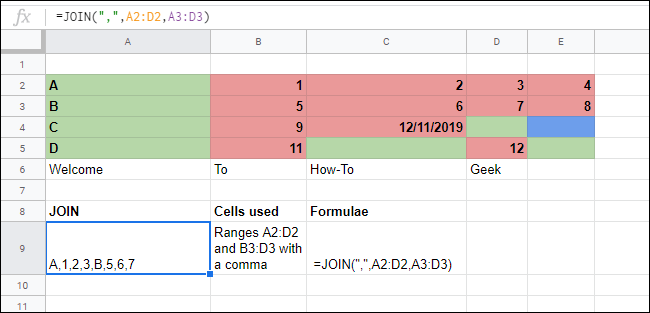 fx =JOIN(",",A2:D2,A3:D3)
A B C D E
1
2 A 1 2 3 4
3 B 5 6 7 8
4 C 9 12/11/2019
5 D 11 12
6 Welcome To How-To Geek
7
8 JOIN Cells used Formulae
Ranges A2:D2
and B3:D3 with
9 A,1,2,3,B,5,6,7 a comma =JOIN(",",A2:D2,A3:D3)
10
11